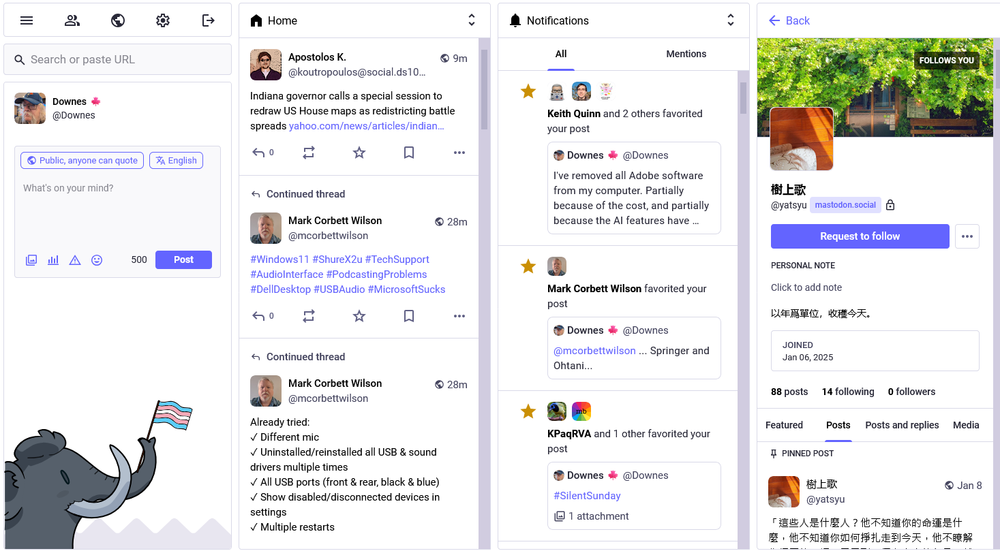 Search or paste URL
Downes
@Downes
Public, anyone can quote
English
What's on your mind?
500
Post
Home
Apostolos K.
9m
@koutropoulos@social.ds10...
Indiana governor calls a special session to
redraw US House maps as redistricting battle
spreads yahoo.com/news/articles/indian…
0
Continued thread
Mark Corbett Wilson
28m
@mcorbettwilson
#Windows11 #ShureX2u #TechSupport
#AudioInterface #PodcastingProblems
#DellDesktop #USBAudio #MicrosoftSucks
0
Continued thread
Mark Corbett Wilson
28m
@mcorbettwilson
Already tried:
✓ Different mic
✓ Uninstalled/reinstalled all USB & sound
drivers multiple times
✓ All USB ports (front & rear, black & blue)
✓ Show disabled/disconnected devices in
settings
✓ Multiple restarts
Notifications
All
Mentions
Keith Quinn and 2 others favorited
your post
Downes @Downes
I've removed all Adobe software
from my computer. Partially
because of the cost, and partially
because the AI features have …
Mark Corbett Wilson favorited your
post
Downes @Downes
@mcorbettwilson ... Springer and
Ohtani...
mb
KPaqRVA and 1 other favorited your
post
Downes @Downes
#SilentSunday
1 attachment
Back
FOLLOWS YOU
樹上歌
@yatsyu mastodon.social
Request to follow
PERSONAL NOTE
Click to add note
以年爲單位，收穫今天。
JOINED
Jan 06, 2025
88 posts 14 following 0 followers
Featured Posts Posts and replies Media
PINNED POST
樹上歌
Jan 8
@yatsyu
「這些人是什麼人？他不知道你的命運是什
麼，他不知道你如何掙扎走到今天，他不瞭解